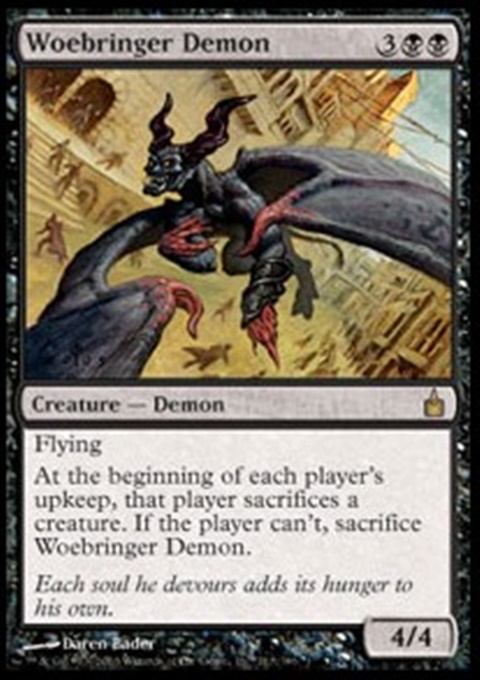 Woebringer Demon 3
Creature — Demon
Flying
At the beginning of each player's
upkeep, that player sacrifices a
creature. If the player can't, sacrifice
Woebringer Demon.
Each soul he devours adds its hunger to
his own.
Daren Bader
4/4